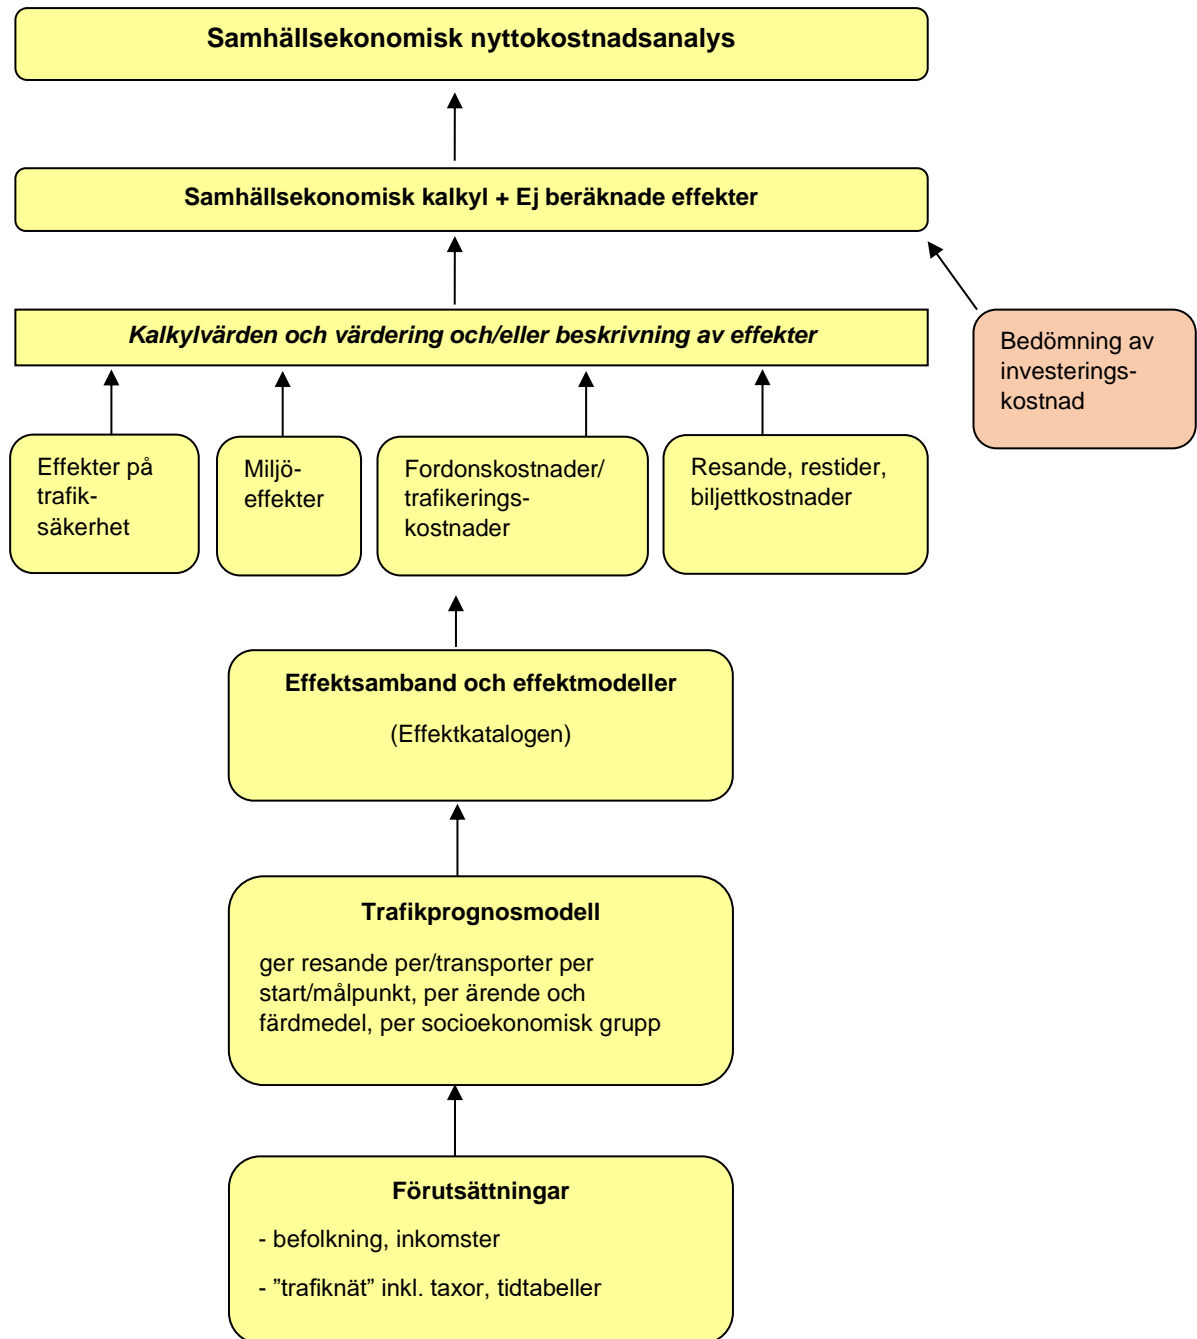 Samhällsekonomisk nyttokostnadsanalys
Samhällsekonomisk kalkyl + Ej beräknade effekter
Kalkylvärden och värdering och/eller beskrivning av effekter
Bedömning av
investerings-
kostnad
Effekter på
trafik-
säkerhet
Miljö-
effekter
Fordonskostnader/
trafikerings-
kostnader
Resande, restider,
biljettkostnader
Effektsamband och effektmodeller
(Effektkatalogen)
Trafikprognosmodell
ger resande per/transporter per
start/målpunkt, per ärende och
färdmedel, per socioekonomisk grupp
Förutsättningar
- befolkning, inkomster
- ”trafiknät” inkl. taxor, tidtabeller